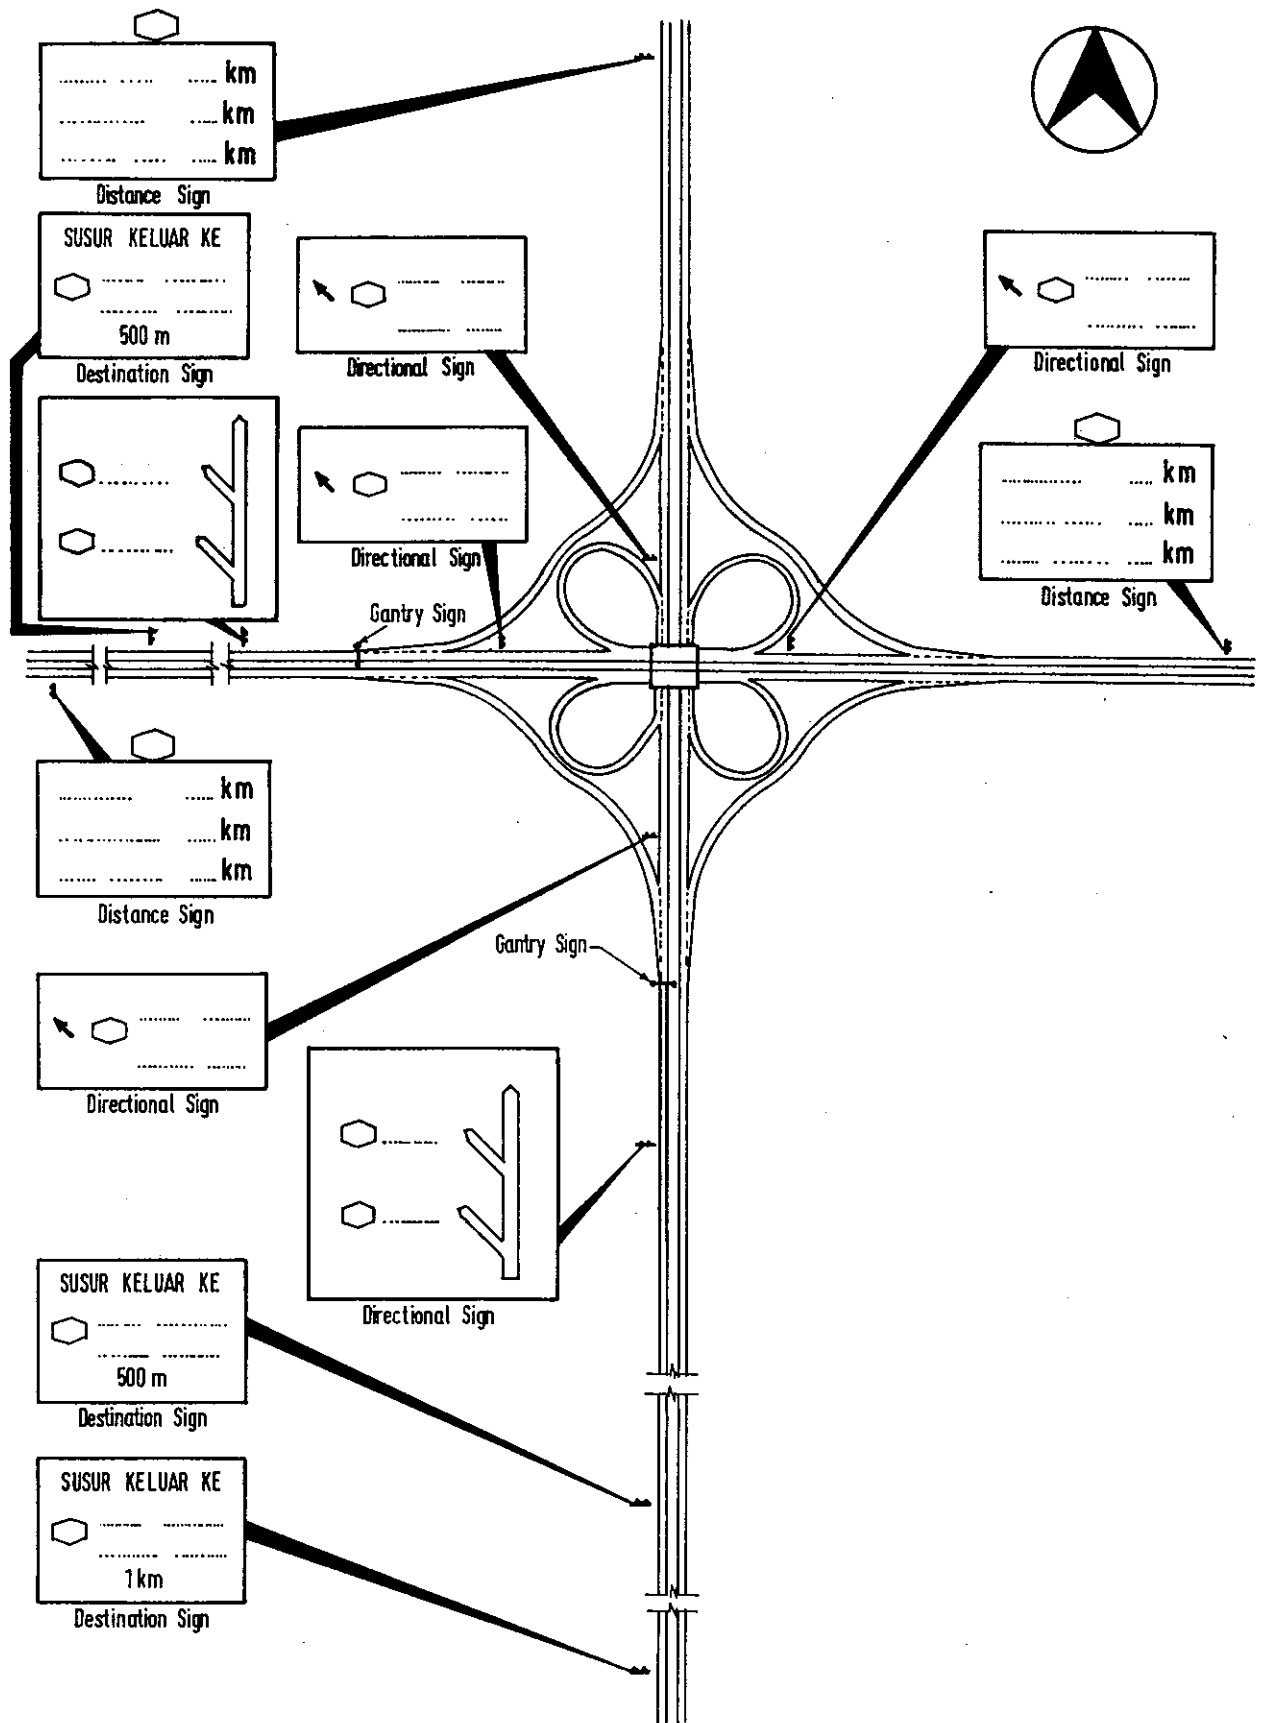 km
km
km
Distance Sign
SUSUR KELUAR KE
500 m
Destination Sign
Directional Sign
Directional Sign
Directional Sign
km
km
km
Distance Sign
Gantry Sign
km
km
km
Distance Sign
Gantry Sign
Directional Sign
Directional Sign
SUSUR KELUAR KE
500 m
Destination Sign
SUSUR KELUAR KE
1 km
Destination Sign